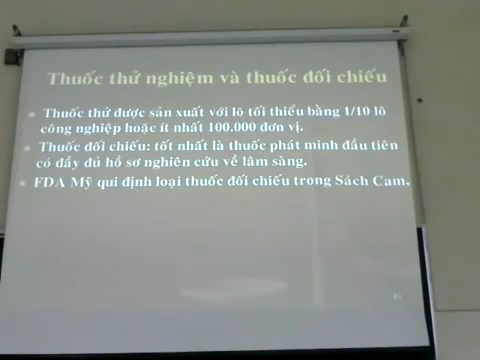 Thuốc thử nghiệm và thuốc đối chiếu
Thuốc thử được sản xuất với lô tối thiểu bằng 1/10 lô
công nghiệp hoặc ít nhất 100.000 đơn vị.
Thuốc đối chiếu: tốt nhất là thuốc phát minh đầu tiên
có đầy đủ hồ sơ nghiên cứu về lâm sàng.
FDA Mỹ qui định loại thuốc đối chiếu trong Sách Cam.